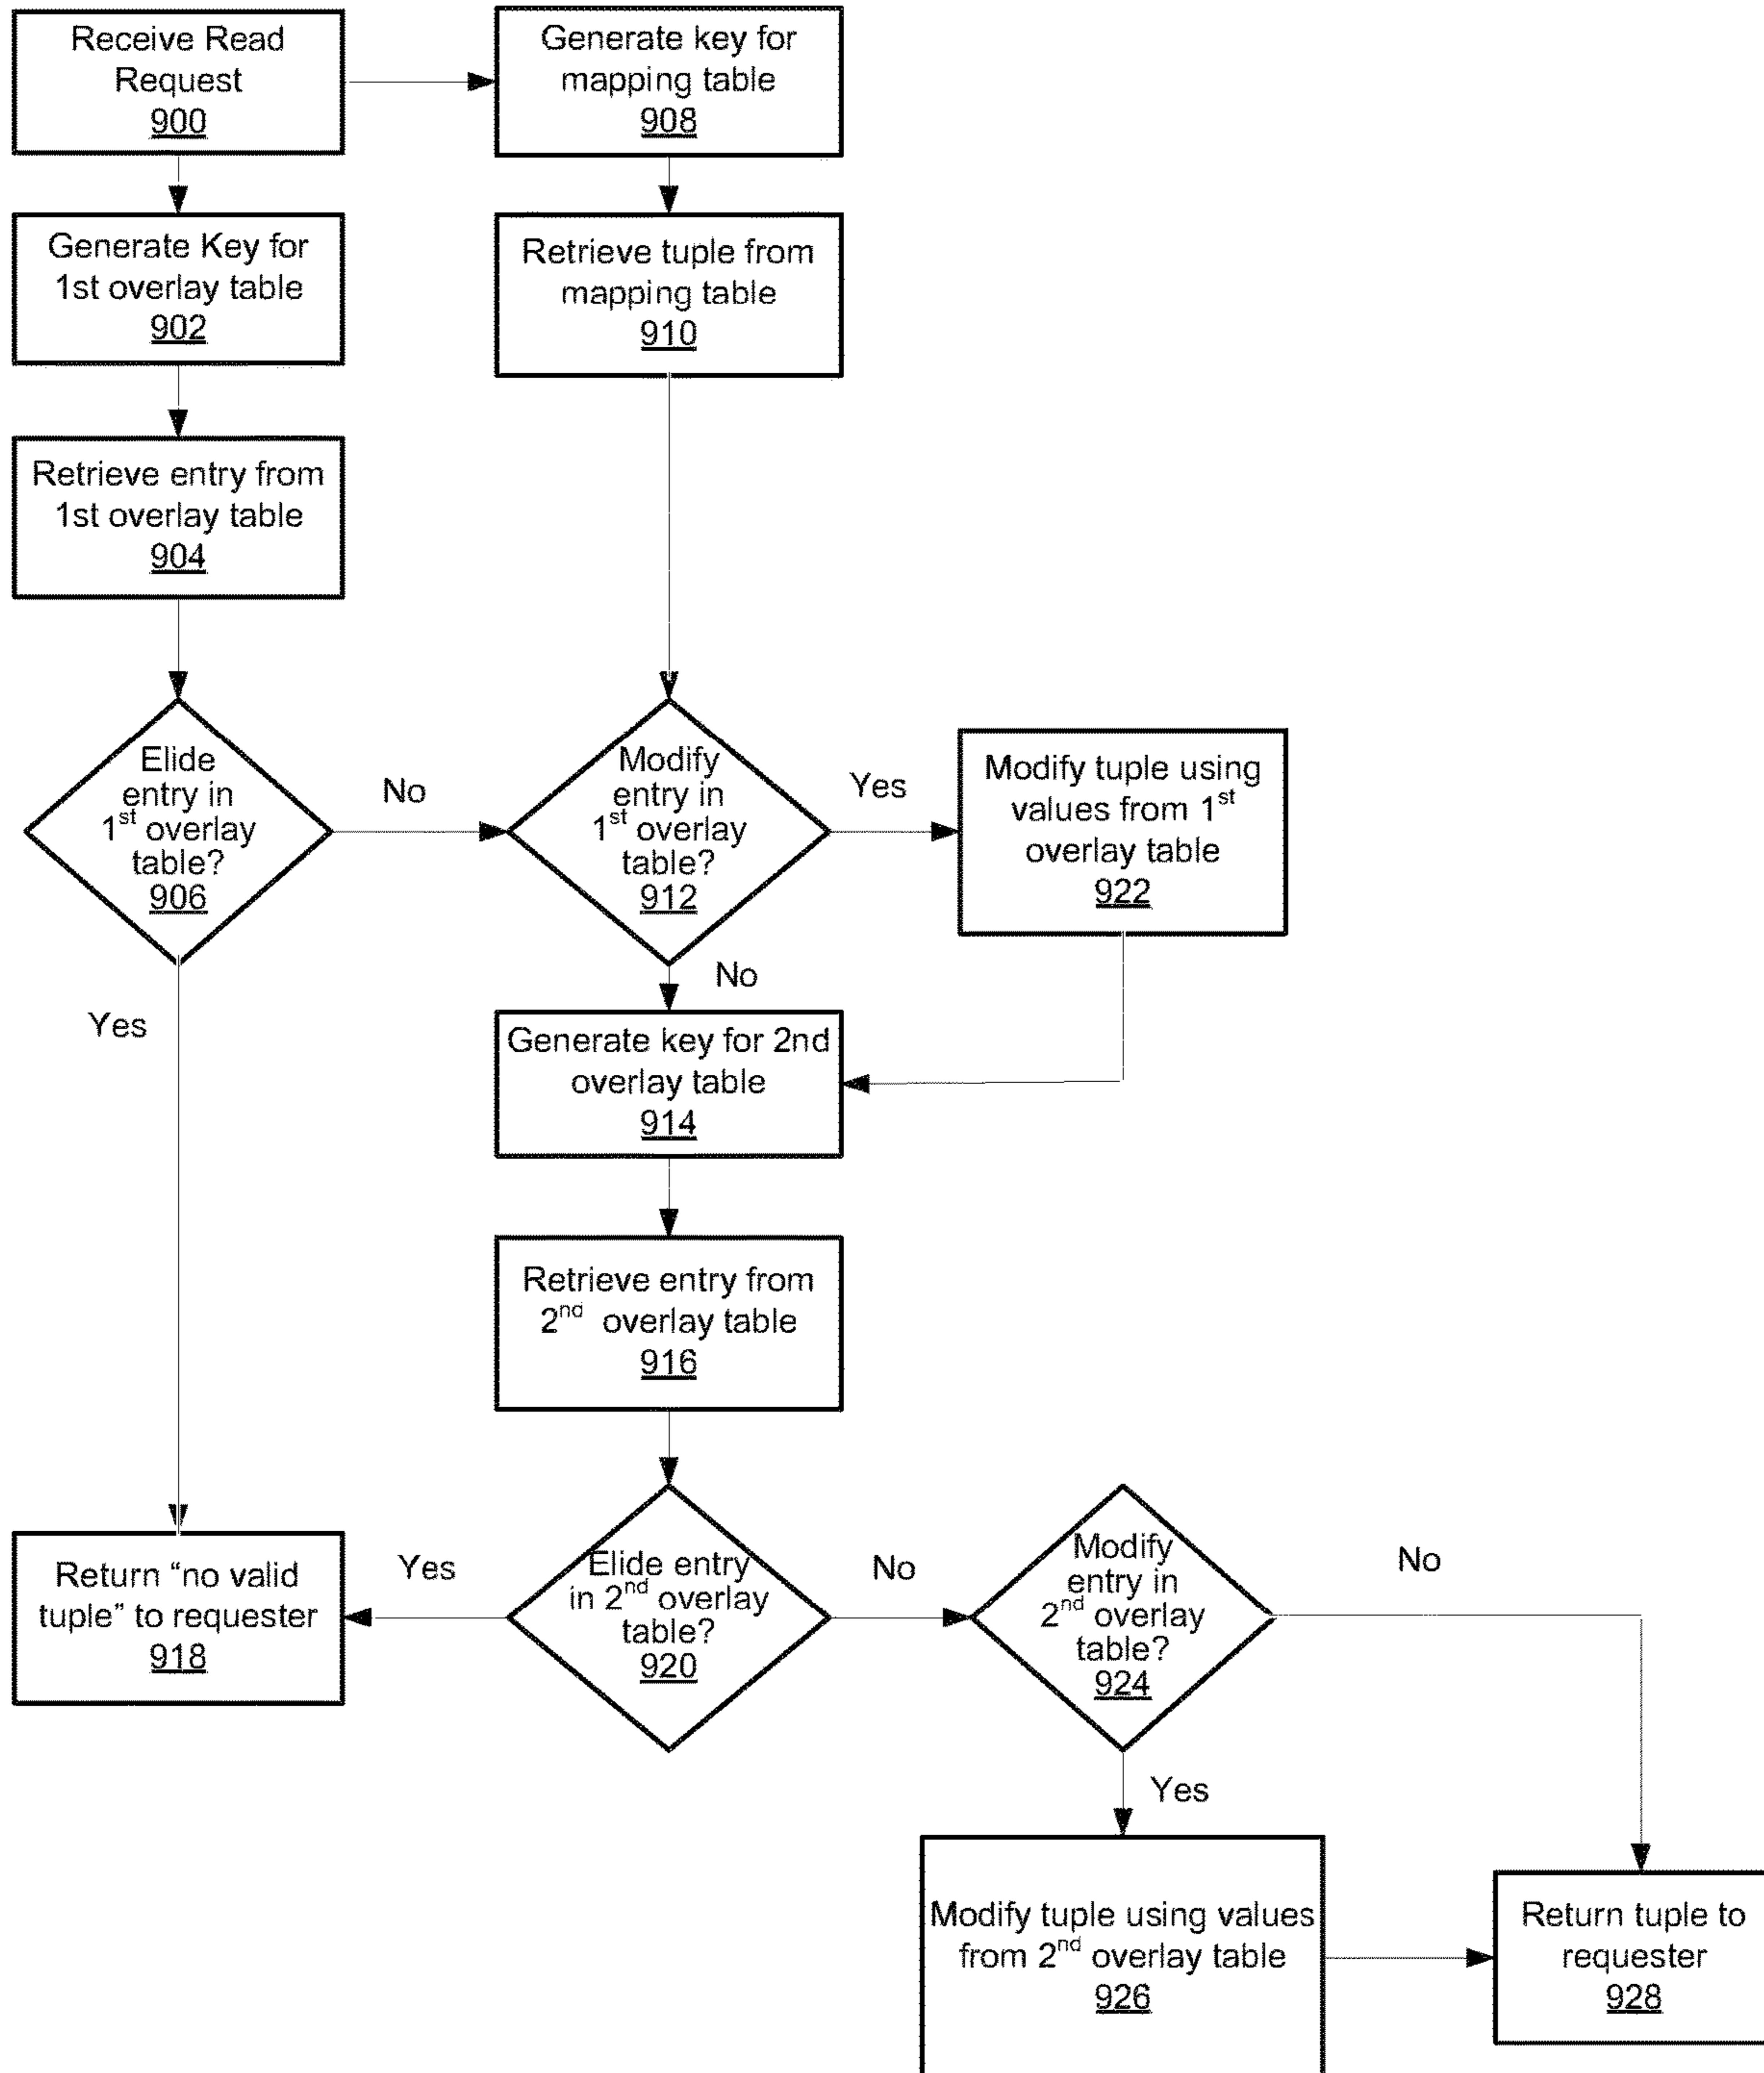 Receive Read
Request
900
Generate key for
mapping table
908
Generate Key for
1st overlay table
902
Retrieve tuple from
mapping table
910
Retrieve entry from
1st overlay table
904
Elide
entry in
1st overlay
table?
906
No
Modify
entry in
1st overlay
table?
912
Yes
Modify tuple using
values from 1st
overlay table
922
Yes
No
Generate key for 2nd
overlay table
914
Retrieve entry from
2nd overlay table
916
Return “no valid
tuple” to requester
918
Yes
Elide entry
in 2nd overlay
table?
920
No
Modify
entry in
2nd overlay
table?
924
No
Yes
Modify tuple using values
from 2nd overlay table
926
Return tuple to
requester
928